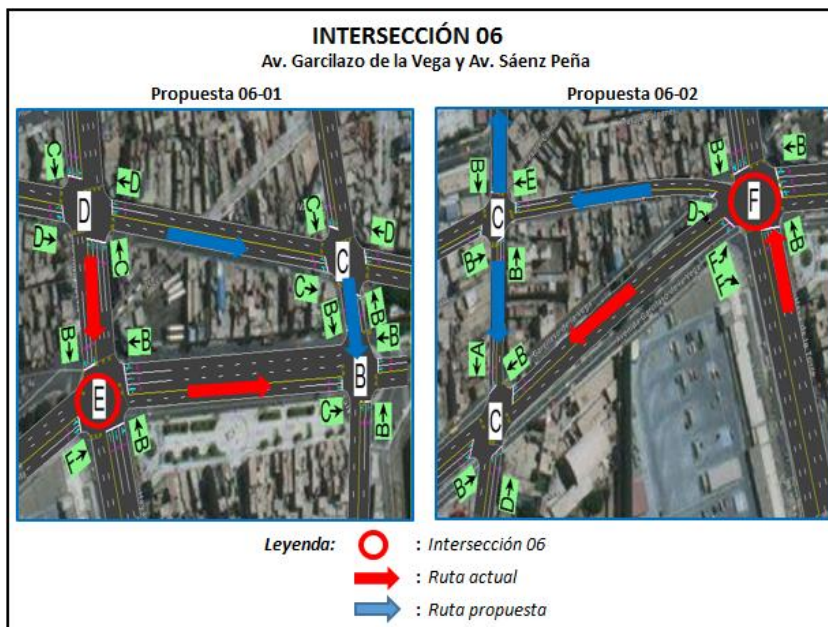 INTERSECCIÓN 06
Av. Garcilazo de la Vega y Av. Sáenz Peña
Propuesta 06-01
C→
←D
D
C→
←D
D→
←C
C
C→
B→
←B
B→
←B
←B
E
B
C→
←B
←B
F→
Propuesta 06-02
B→
←B
←B
←E
F
C
D→
←B
B→
←B
F→
F→
←A
←B
C
B→
D→
Leyenda:
: Intersección 06
: Ruta actual
: Ruta propuesta